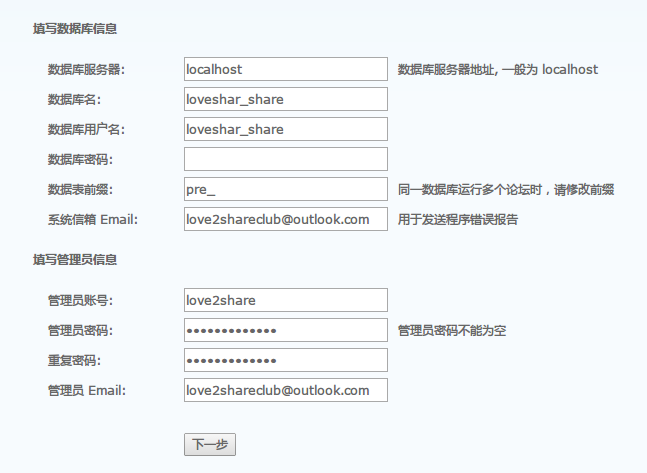 填写数据库信息
数据库服务器: localhost 数据库服务器地址, 一般为 localhost
数据库名: loveshar_share
数据库用户名: loveshar_share
数据库密码:
数据表前缀: pre_ 同一数据库运行多个论坛时，请修改前缀
系统信箱 Email: love2shareclub@outlook.com 用于发送程序错误报告
填写管理员信息
管理员账号: love2share
管理员密码: ••••••••••••• 管理员密码不能为空
重复密码: •••••••••••••
管理员 Email: love2shareclub@outlook.com
下一步